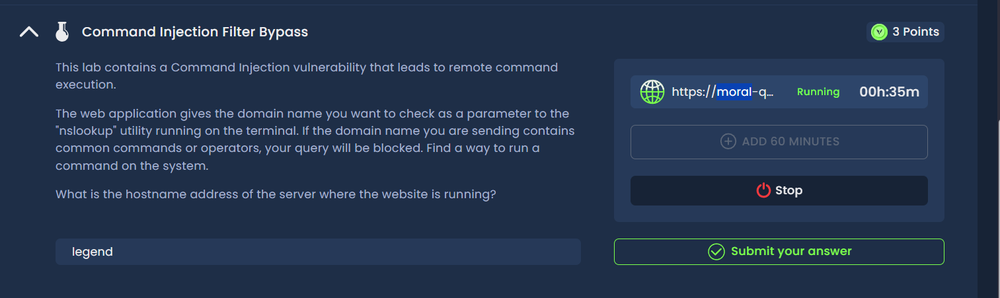 Command Injection Filter Bypass
3 Points
This lab contains a Command Injection vulnerability that leads to remote command
execution.
The web application gives the domain name you want to check as a parameter to the
"nslookup" utility running on the terminal. If the domain name you are sending contains
common commands or operators, your query will be blocked. Find a way to run a
command on the system.
What is the hostname address of the server where the website is running?
legend
https://moral-q...
Running
00h:35m
ADD 60 MINUTES
Stop
Submit your answer